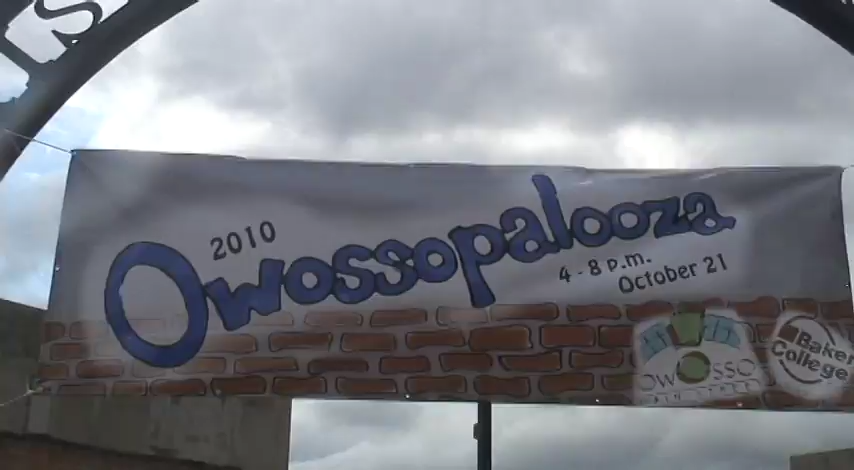 2010
Owossopalooza
4 - 8 p.m.
October 21
OWOSSO
Baker
College